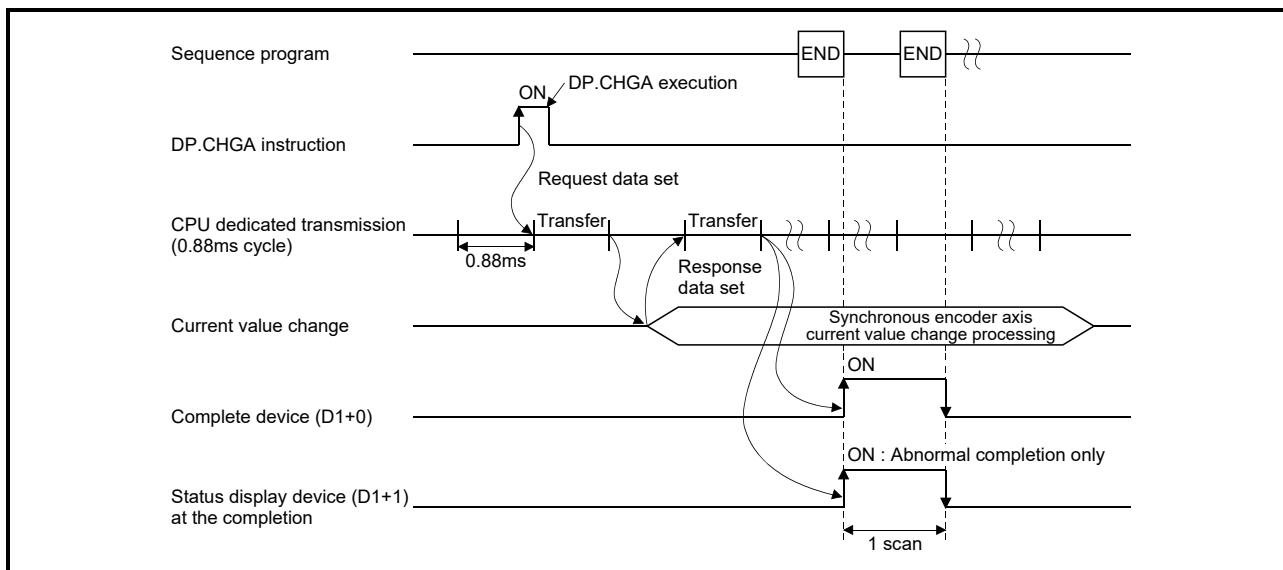 Sequence program
END
END
ON
DP.CHGA execution
DP.CHGA instruction
Request data set
CPU dedicated transmission
(0.88ms cycle)
Transfer
Transfer
0.88ms
Response
data set
Current value change
Synchronous encoder axis
current value change processing
ON
Complete device (D1+0)
ON : Abnormal completion only
Status display device (D1+1)
at the completion
1 scan